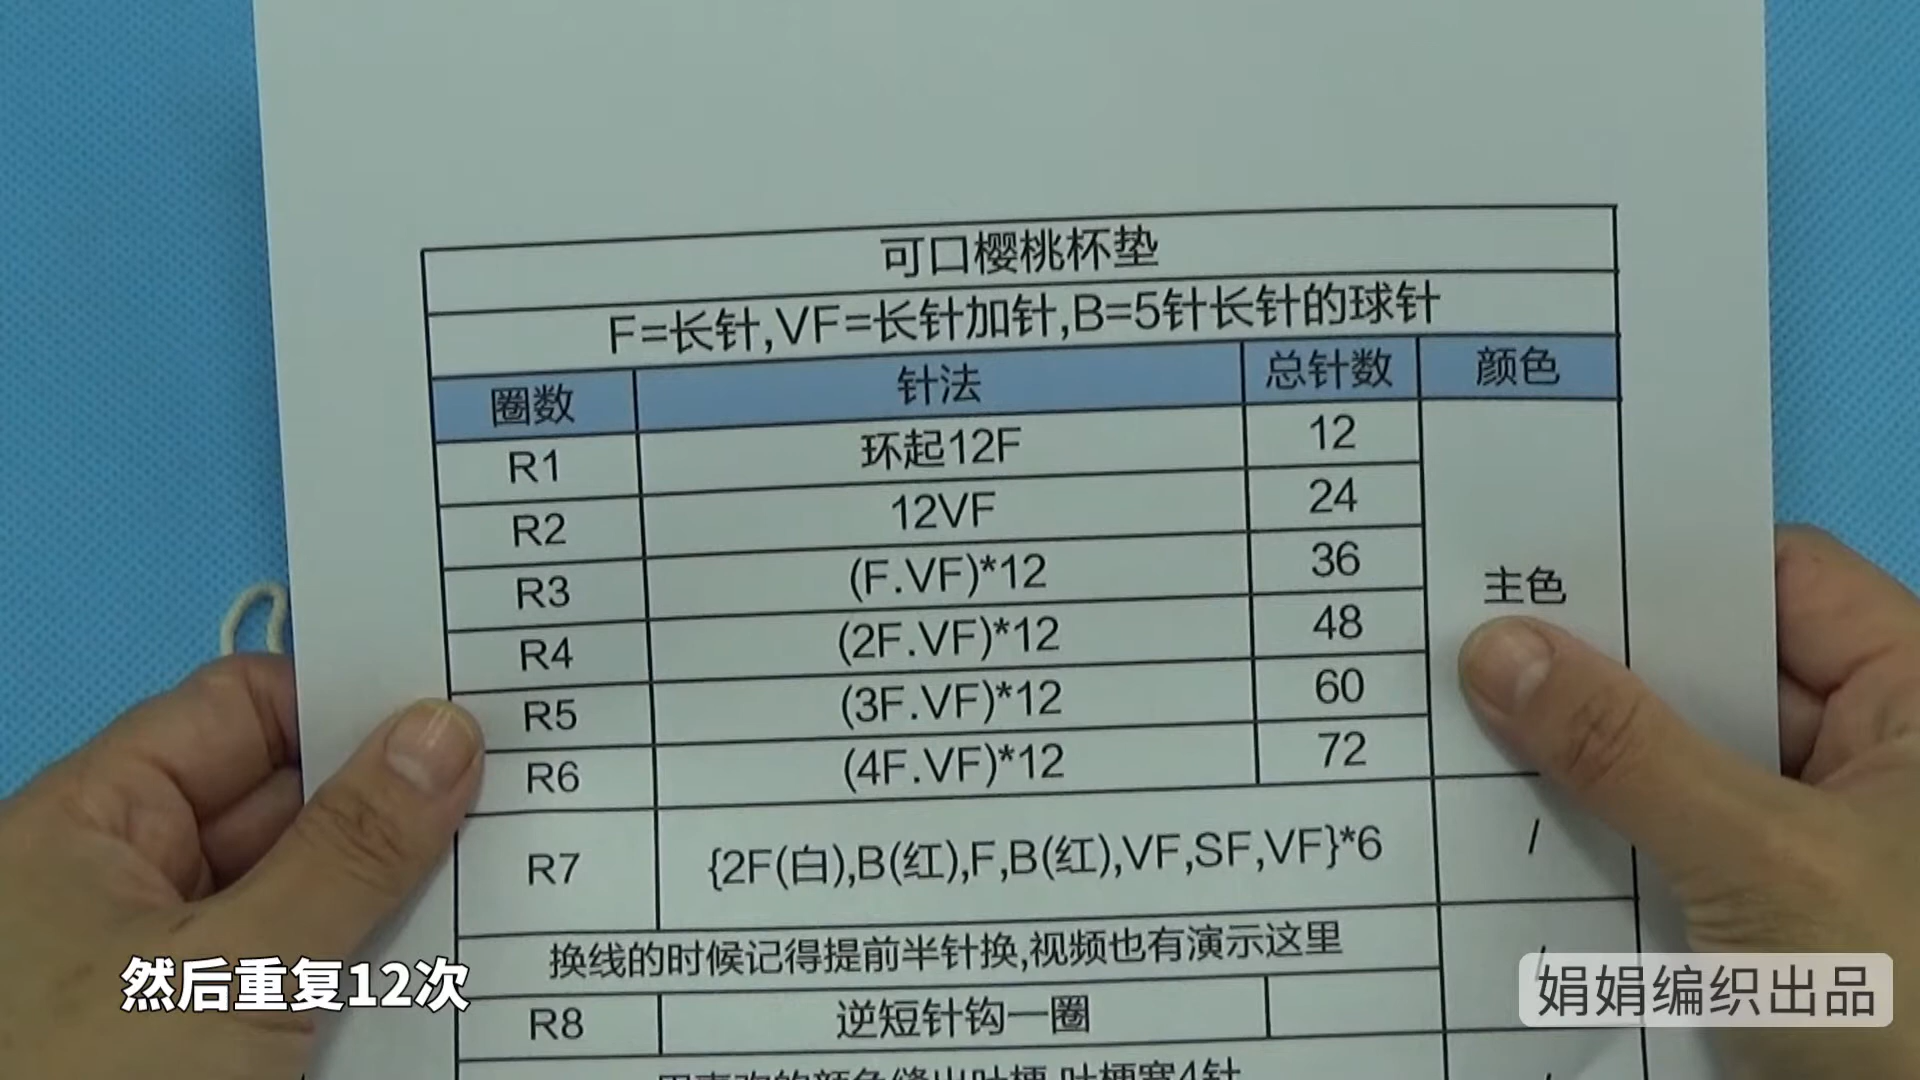 可口樱桃杯垫
F=长针,VF=长针加针,B=5针长针的球针
圈数 针法 总针数 颜色
R1 环起12F 12
R2 12VF 24
R3 (F.VF)*12 36
主色
R4 (2F.VF)*12 48
R5 (3F.VF)*12 60
R6 (4F.VF)*12 72
R7 {2F(白),B(红),F,B(红),VF,SF,VF}*6 /
换线的时候记得提前半针换,视频也有演示这里
然后重复12次
娟娟编织出品
R8 逆短针钩一圈